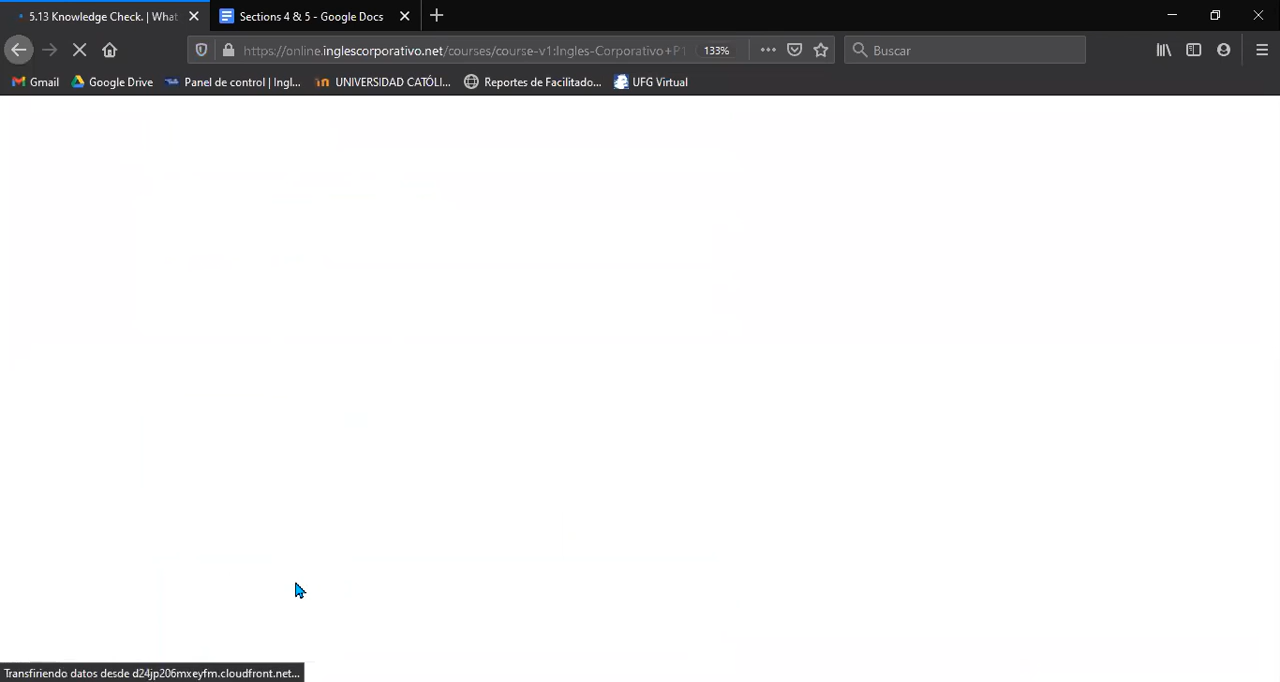 5.13 Knowledge Check. | What
Sections 4 & 5 - Google Docs
https://online.inglescorporativo.net/courses/course-v1:Ingles-Corporativo+P1
133%
Buscar
Gmail
Google Drive
Panel de control | Ingl...
UNIVERSIDAD CATÓLI...
Reportes de Facilitado...
UFG Virtual
Transfiriendo datos desde d24jp206mxeyfm.cloudfront.net...